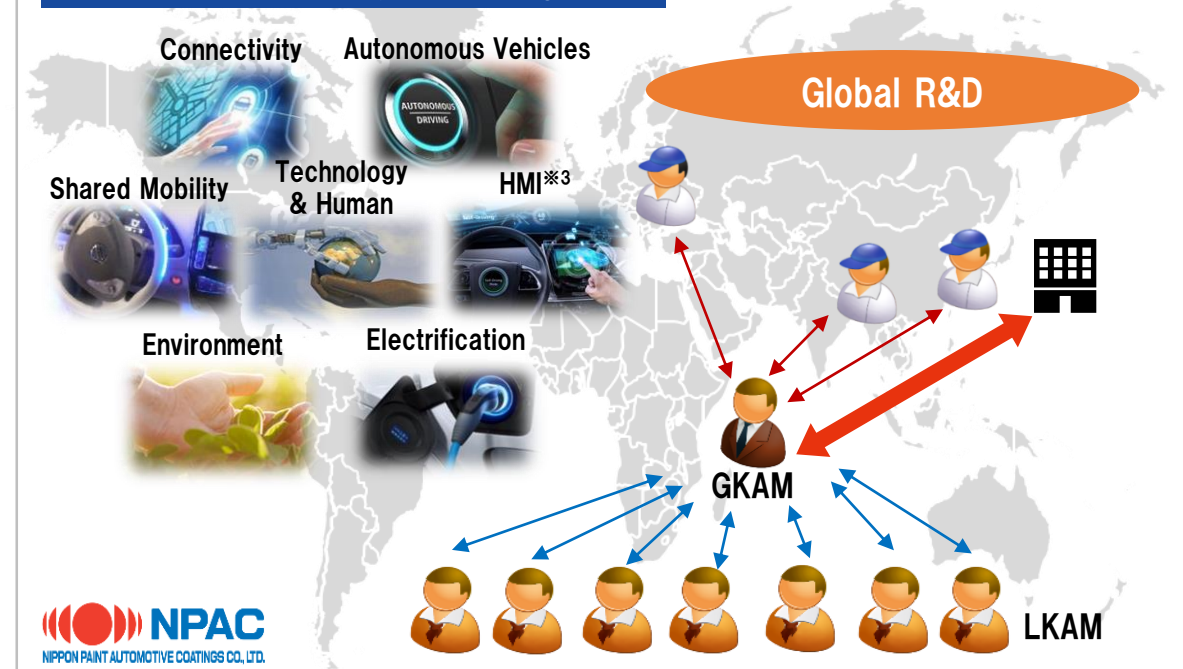 Connectivity
Autonomous Vehicles
Global R&D
AUTONOMOUS
DRIVING
Shared Mobility
Technology
& Human
HMI※3
Environment
Electrification
GKAM
LKAM
NPAC
NIPPON PAINT AUTOMOTIVE COATINGS CO., LTD.